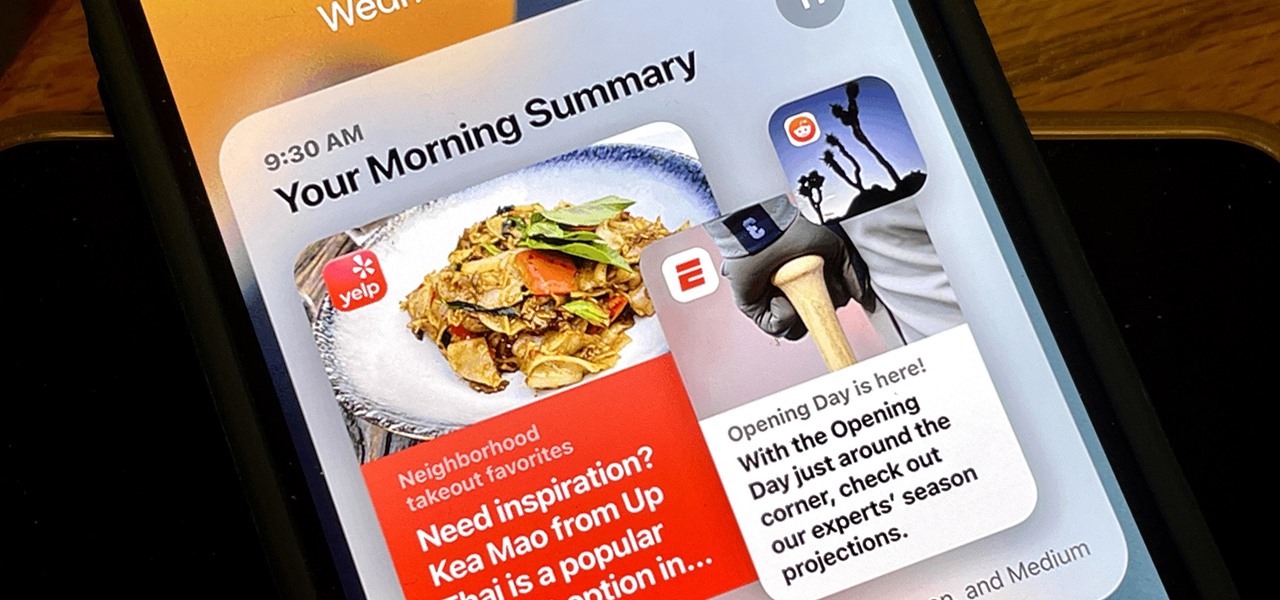 Wedn
9:30 AM
Your Morning Summary
yelp
Neighborhood
takeout favorites
Need inspiration?
Kea Mao from Up
Thai is a popular
option in...
E
Opening Day is here!
With the Opening
Day just around the
corner, check out
our experts' season
projections.
and Medium